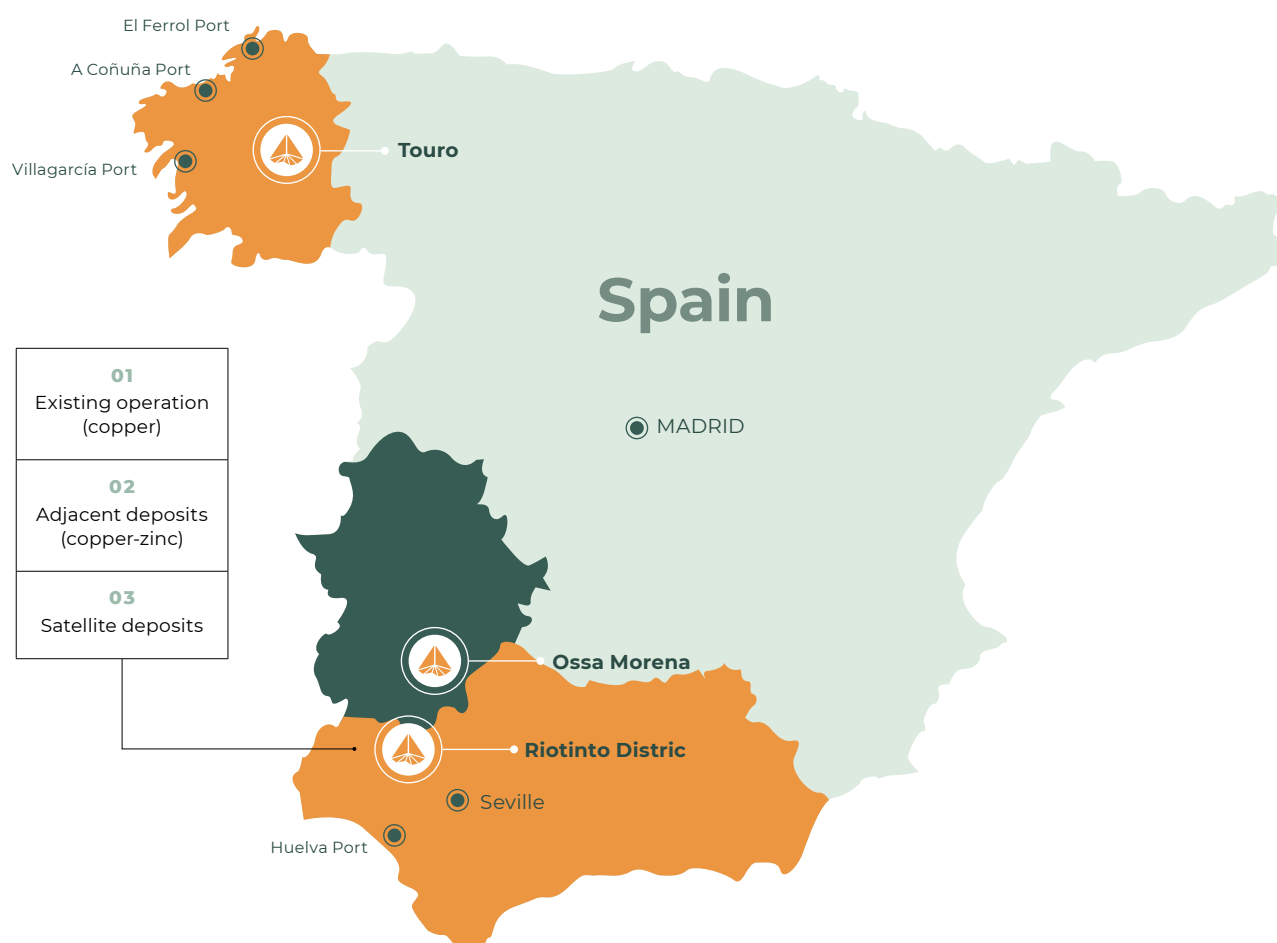 El Ferrol Port
A Coñuña Port
Villagarcía Port
Touro
Spain
01
Existing operation
(copper)
02
Adjacent deposits
(copper-zinc)
03
Satellite deposits
MADRID
Ossa Morena
Riotinto Distric
Seville
Huelva Port